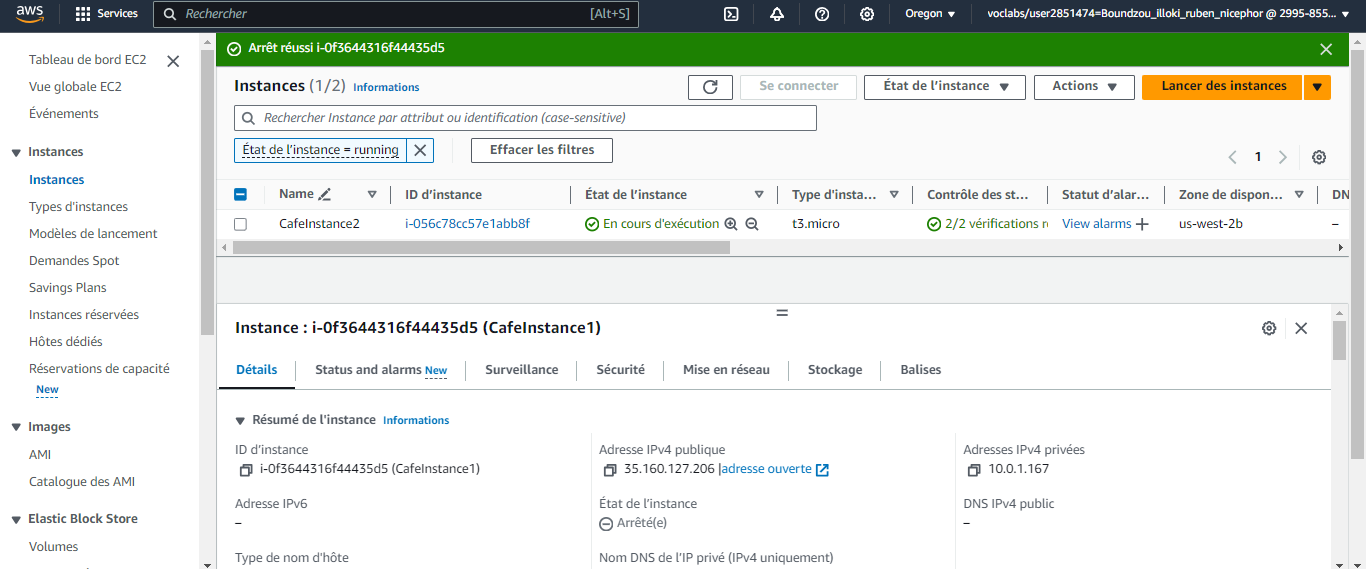 aws Services Rechercher [Alt+S] Oregon voclabs/user2851474=Boundzou_illoki_ruben_nicephor @ 2995-855...
Tableau de bord EC2
Vue globale EC2
Événements
Instances
Instances
Types d'instances
Modèles de lancement
Demandes Spot
Savings Plans
Instances réservées
Hôtes dédiés
Réservations de capacité
New
Images
AMI
Catalogue des AMI
Elastic Block Store
Volumes
Arrêt réussi i-0f3644316f44435d5
Instances (1/2) Informations Se connecter État de l'instance Actions Lancer des instances
Rechercher Instance par attribut ou identification (case-sensitive)
État de l'instance = running Effacer les filtres
1
Name ID d'instance État de l'instance Type d'insta... Contrôle des st... Statut d'alar... Zone de dispon... DN
CafeInstance2 i-056c78cc57e1abb8f En cours d'exécution t3.micro 2/2 vérifications r View alarms + us-west-2b –
Instance : i-0f3644316f44435d5 (CafeInstance1)
Détails Status and alarms New Surveillance Sécurité Mise en réseau Stockage Balises
Résumé de l'instance Informations
ID d'instance
i-0f3644316f44435d5 (CafeInstance1)
Adresse IPv4 publique
35.160.127.206 |adresse ouverte
Adresses IPv4 privées
10.0.1.167
Adresse IPv6
–
État de l'instance
Arrêté(e)
DNS IPv4 public
–
Type de nom d'hôte
Nom DNS de l'IP privé (IPv4 uniquement)